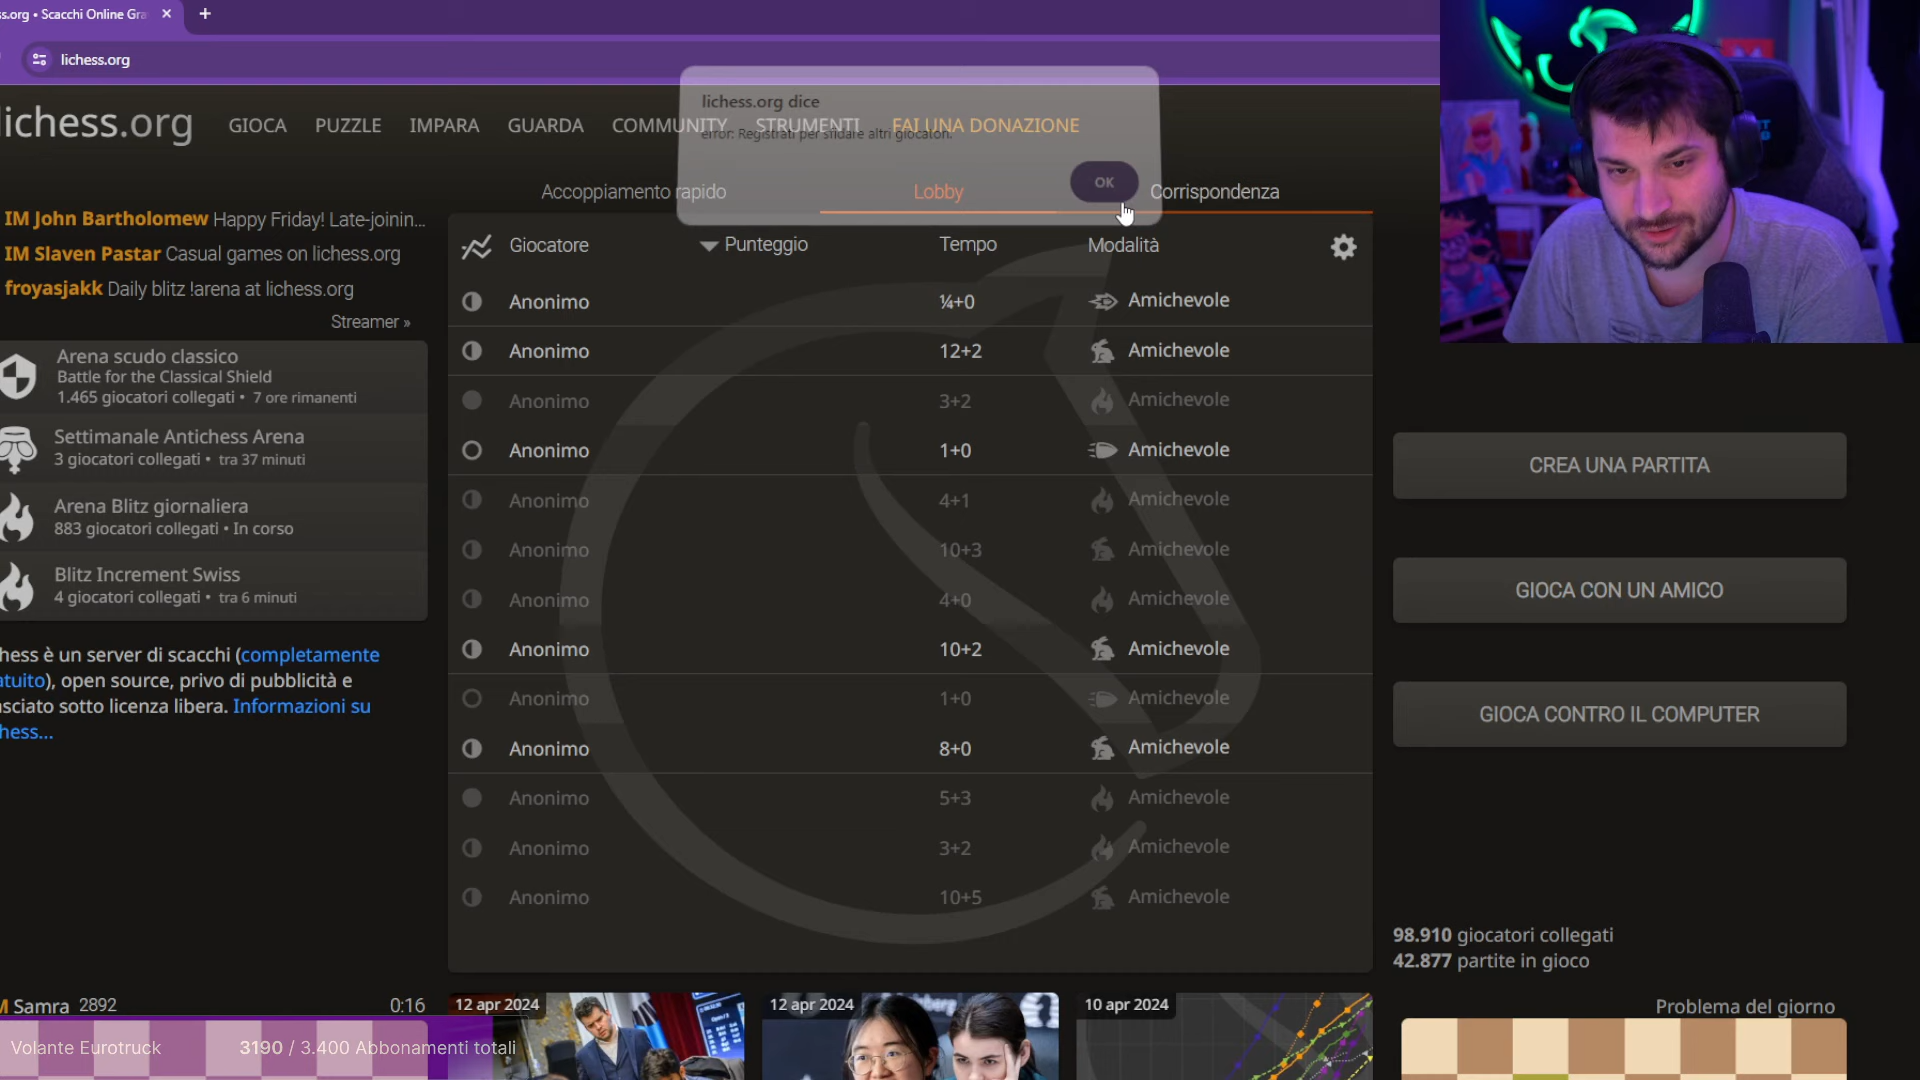 ss.org • Scacchi Online Gra
lichess.org
lichess.org
GIOCA
PUZZLE
IMPARA
GUARDA
COMMUNITY
STRUMENTI
FAI UNA DONAZIONE
lichess.org dice
error: Registrati per sfidare altri giocatori.
OK
Accoppiamento rapido
Lobby
Corrispondenza
IM John Bartholomew Happy Friday! Late-joinin...
IM Slaven Pastar Casual games on lichess.org
froyasjakk Daily blitz !arena at lichess.org
Streamer »
Arena scudo classico
Battle for the Classical Shield
1.465 giocatori collegati • 7 ore rimanenti
Settimanale Antichess Arena
3 giocatori collegati • tra 37 minuti
Arena Blitz giornaliera
883 giocatori collegati • In corso
Blitz Increment Swiss
4 giocatori collegati • tra 6 minuti
hess è un server di scacchi (completamente
atuito), open source, privo di pubblicità e
asciato sotto licenza libera. Informazioni su
hess...
Giocatore Punteggio Tempo Modalità
Anonimo ¼+0 Amichevole
Anonimo 12+2 Amichevole
Anonimo 3+2 Amichevole
Anonimo 1+0 Amichevole
Anonimo 4+1 Amichevole
Anonimo 10+3 Amichevole
Anonimo 4+0 Amichevole
Anonimo 10+2 Amichevole
Anonimo 1+0 Amichevole
Anonimo 8+0 Amichevole
Anonimo 5+3 Amichevole
Anonimo 3+2 Amichevole
Anonimo 10+5 Amichevole
CREA UNA PARTITA
GIOCA CON UN AMICO
GIOCA CONTRO IL COMPUTER
98.910 giocatori collegati
42.877 partite in gioco
M Samra 2892 0:16
12 apr 2024
12 apr 2024
10 apr 2024
Problema del giorno
Volante Eurotruck
3190 / 3.400 Abbonamenti totali